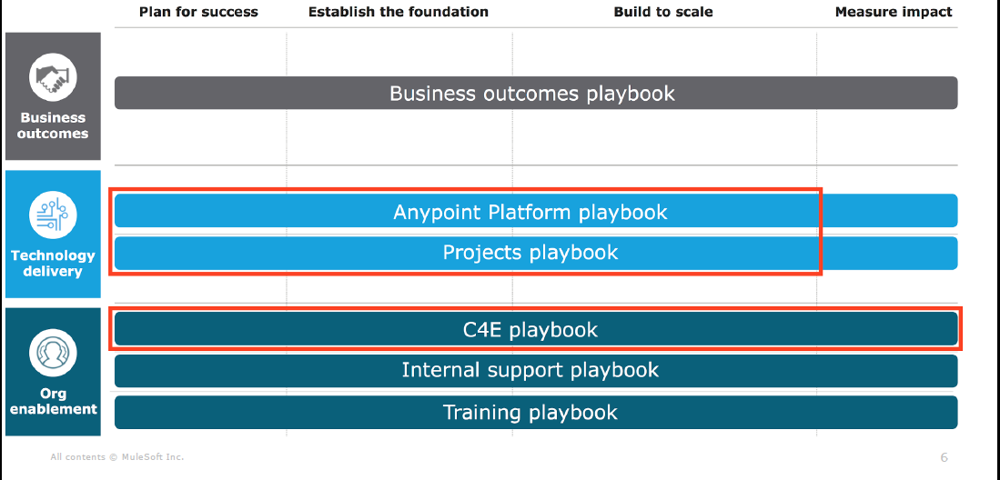 Plan for success
Establish the foundation
Build to scale
Measure impact
Business
outcomes
Business outcomes playbook
Technology
delivery
Anypoint Platform playbook
Projects playbook
Org
enablement
C4E playbook
Internal support playbook
Training playbook
All contents © MuleSoft Inc.
6